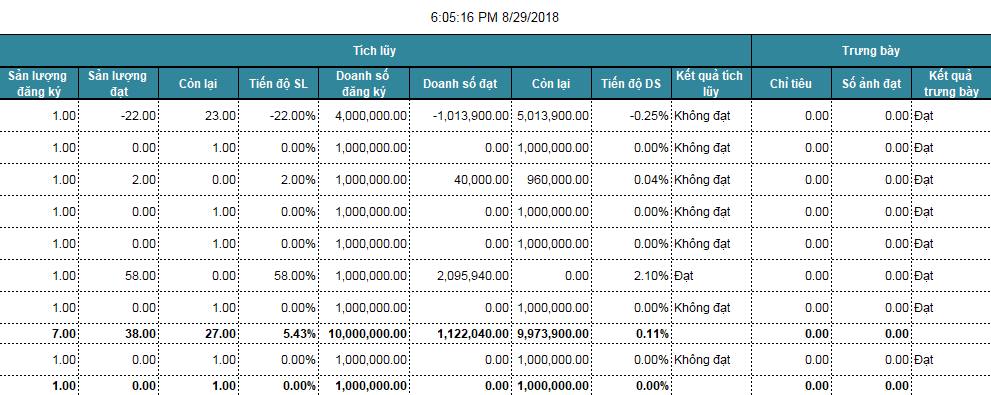 6:05:16 PM 8/29/2018
Tích lũy Trưng bày
Sản lượng đăng ký Sản lượng đạt Còn lại Tiến độ SL Doanh số đăng ký Doanh số đạt Còn lại Tiến độ DS Kết quả tích lũy Chỉ tiêu Số ảnh đạt Kết quả trưng bày
1.00 -22.00 23.00 -22.00% 4,000,000.00 -1,013,900.00 5,013,900.00 -0.25% Không đạt 0.00 0.00 Đạt
1.00 0.00 1.00 0.00% 1,000,000.00 0.00 1,000,000.00 0.00% Không đạt 0.00 0.00 Đạt
1.00 2.00 0.00 2.00% 1,000,000.00 40,000.00 960,000.00 0.04% Không đạt 0.00 0.00 Đạt
1.00 0.00 1.00 0.00% 1,000,000.00 0.00 1,000,000.00 0.00% Không đạt 0.00 0.00 Đạt
1.00 0.00 1.00 0.00% 1,000,000.00 0.00 1,000,000.00 0.00% Không đạt 0.00 0.00 Đạt
1.00 58.00 0.00 58.00% 1,000,000.00 2,095,940.00 0.00 2.10% Đạt 0.00 0.00 Đạt
1.00 0.00 1.00 0.00% 1,000,000.00 0.00 1,000,000.00 0.00% Không đạt 0.00 0.00 Đạt
7.00 38.00 27.00 5.43% 10,000,000.00 1,122,040.00 9,973,900.00 0.11% 0.00 0.00
1.00 0.00 1.00 0.00% 1,000,000.00 0.00 1,000,000.00 0.00% Không đạt 0.00 0.00 Đạt
1.00 0.00 1.00 0.00% 1,000,000.00 0.00 1,000,000.00 0.00% 0.00 0.00